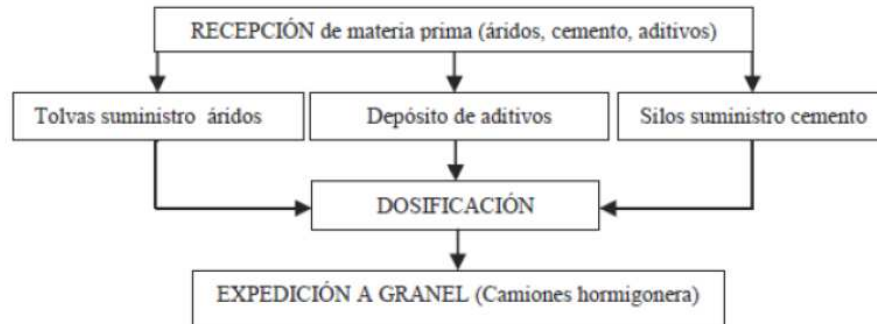 RECEPCIÓN de materia prima (áridos, cemento, aditivos)
Tolvas suministro áridos
Depósito de aditivos
Silos suministro cemento
DOSIFICACIÓN
EXPEDICIÓN A GRANEL (Camiones hormigonera)